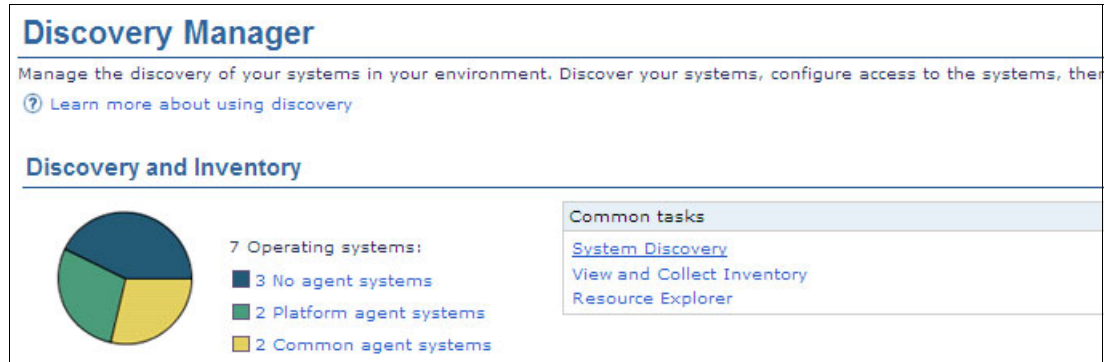 Discovery Manager
Manage the discovery of your systems in your environment. Discover your systems, configure access to the systems, then
? Learn more about using discovery
Discovery and Inventory
7 Operating systems:
3 No agent systems
2 Platform agent systems
2 Common agent systems
Common tasks
System Discovery
View and Collect Inventory
Resource Explorer